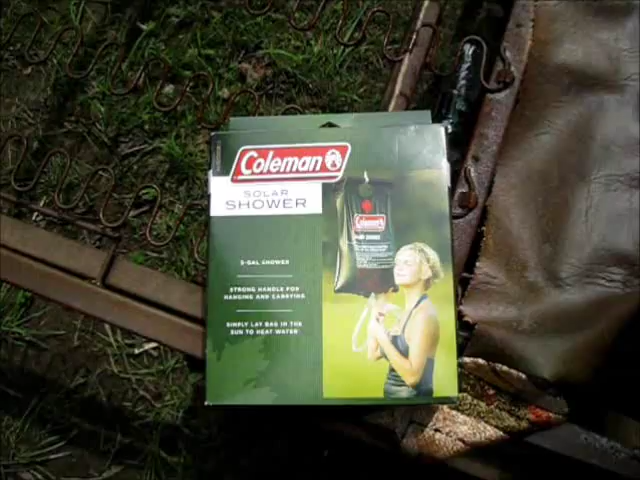 Coleman
SOLAR
SHOWER
5-GAL SHOWER
STRONG HANDLE FOR
HANGING AND CARRYING
SIMPLY LAY BAG IN THE
SUN TO HEAT WATER
Coleman